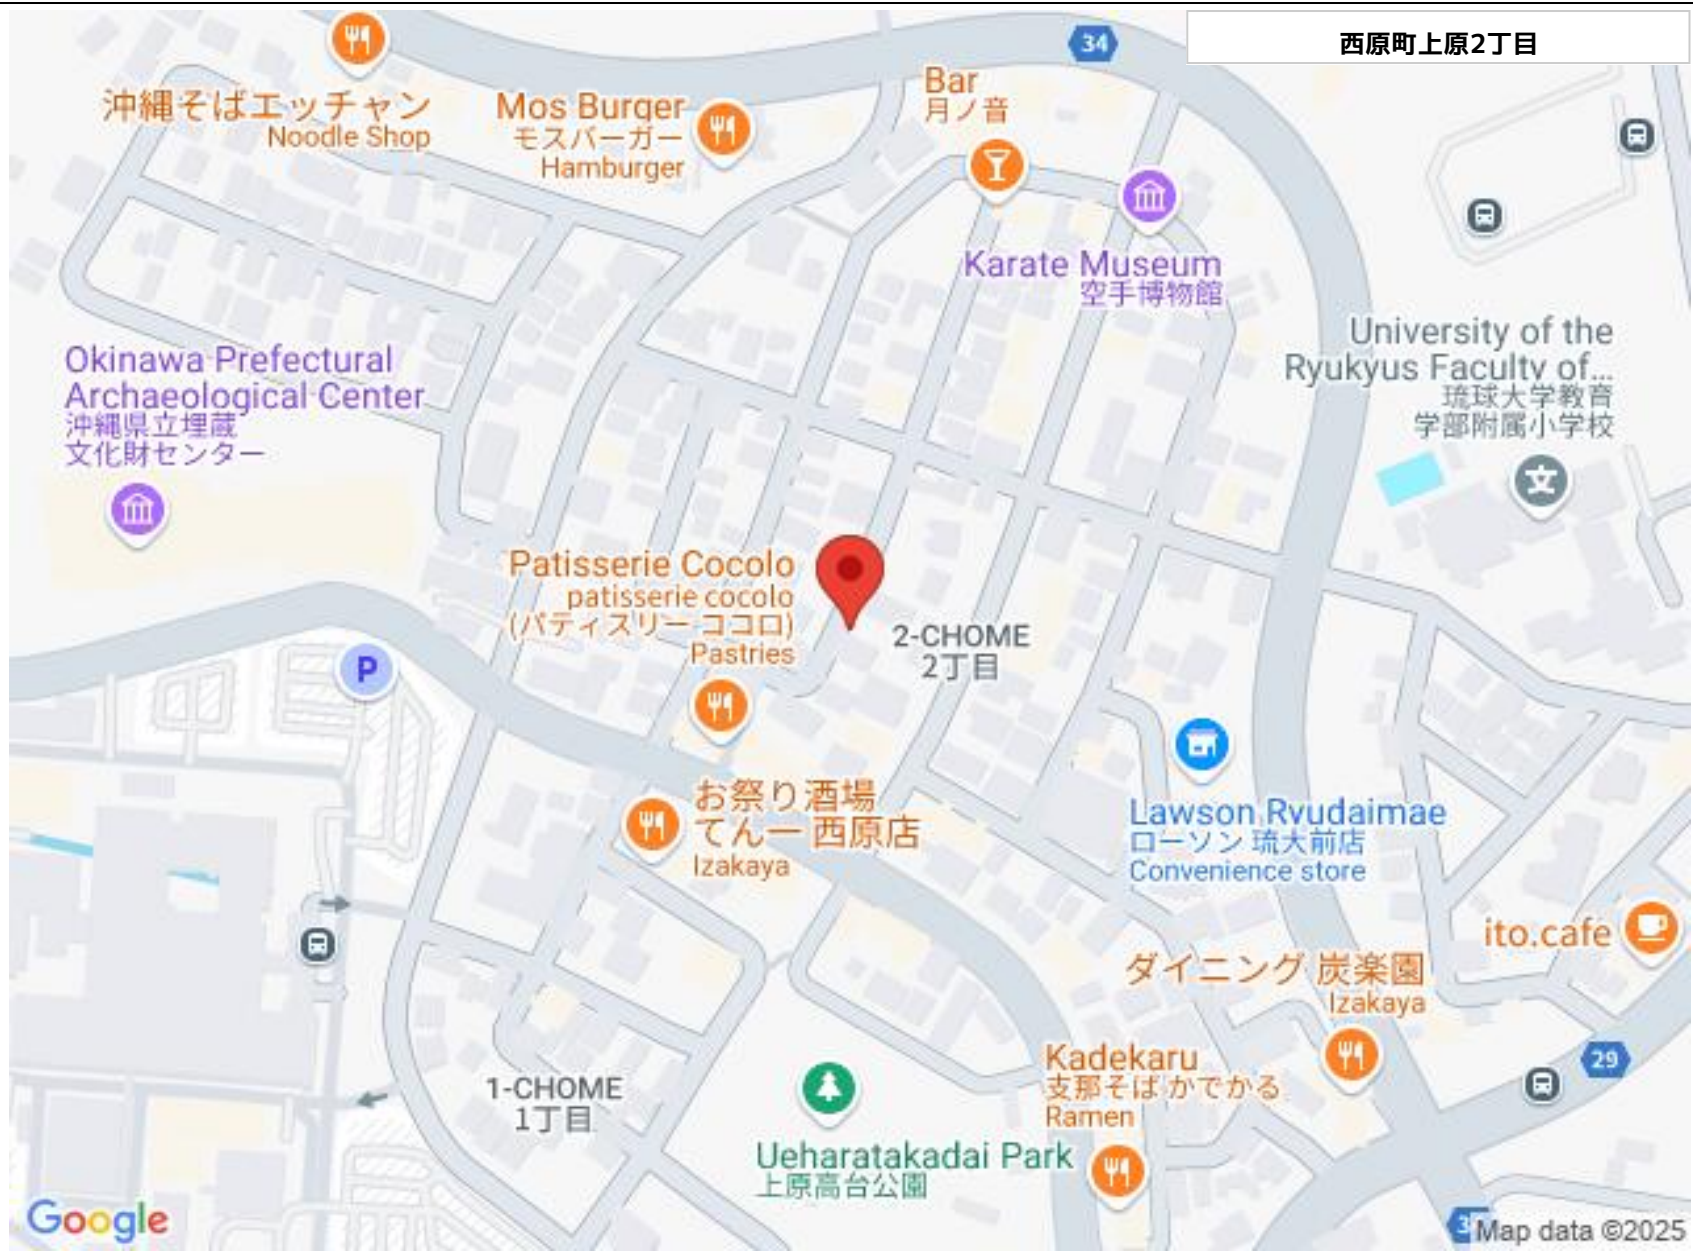 西原町上原2丁目
34
Bar
月ノ音
沖縄そばエッチャン
Noodle Shop
Mos Burger
モスバーガー
Hamburger
Karate Museum
空手博物館
University of the
Ryukyus Faculty of...
琉球大学教育
学部附属小学校
文
Okinawa Prefectural
Archaeological Center
沖縄県立埋蔵
文化財センター
Patisserie Cocolo
patisserie cocolo
(パティスリー ココロ)
Pastries
2-CHOME
2丁目
P
お祭り酒場
てん一 西原店
Izakaya
Lawson Ryudaimae
ローソン 琉大前店
Convenience store
ito.cafe
ダイニング 炭楽園
Izakaya
Kadekaru
支那そば かでかる
Ramen
29
1-CHOME
1丁目
Ueharatakadai Park
上原高台公園
Google
Map data ©2025